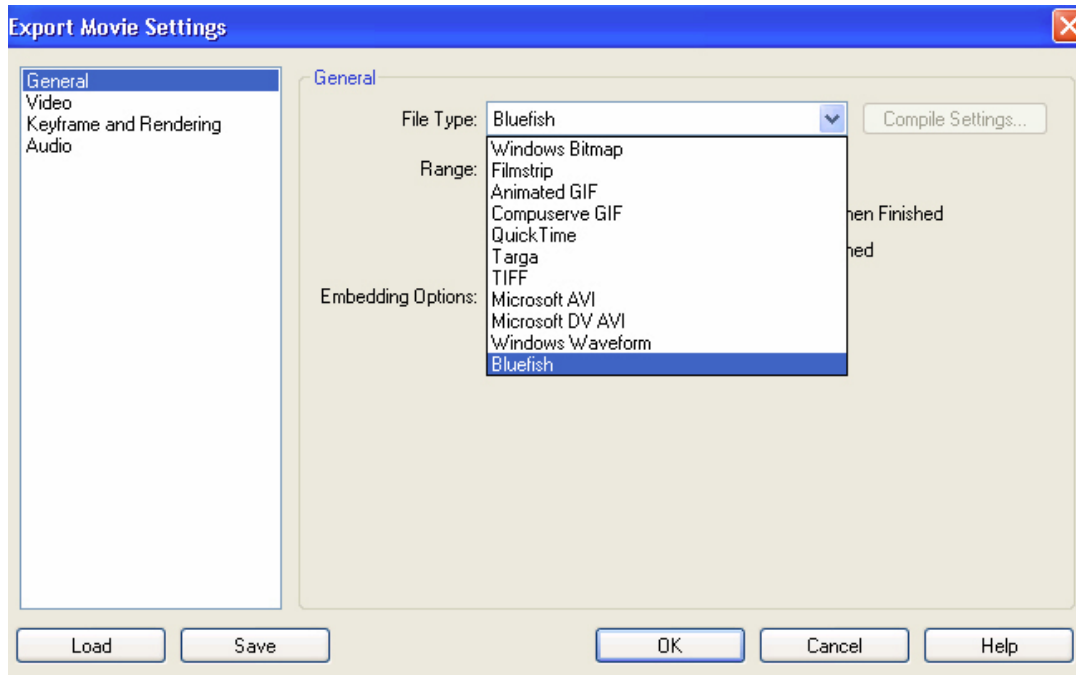 Export Movie Settings
General
Video
Keyframe and Rendering
Audio
General
File Type: Bluefish
Compile Settings...
Windows Bitmap
Range: Filmstrip
Animated GIF
Compuserve GIF
hen Finished
QuickTime
Targa
hed
TIFF
Embedding Options: Microsoft AVI
Microsoft DV AVI
Windows Waveform
Bluefish
Load
Save
OK
Cancel
Help